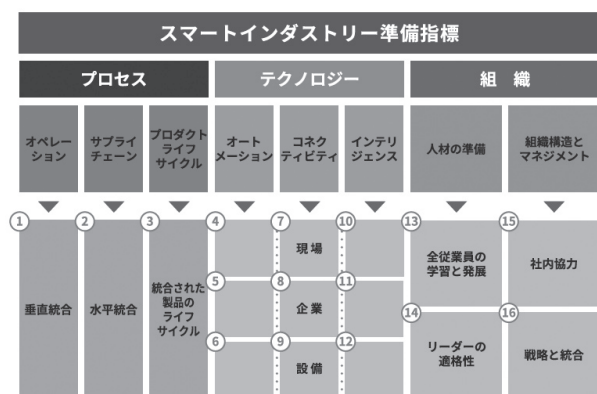 スマートインダストリー準備指標
プロセス
テクノロジー
組 織
オペレー
ション
サプライ
チェーン
プロダクト
ライフ
サイクル
オート
メーション
コネク
ティビティ
インテリ
ジェンス
人材の準備
組織構造と
マネジメント
1
垂直統合
2
水平統合
3
統合された
製品の
ライフ
サイクル
4
5
6
7
現場
8
企業
9
設備
10
11
12
13
全従業員の
学習と発展
14
リーダーの
適格性
15
社内協力
16
戦略と統合